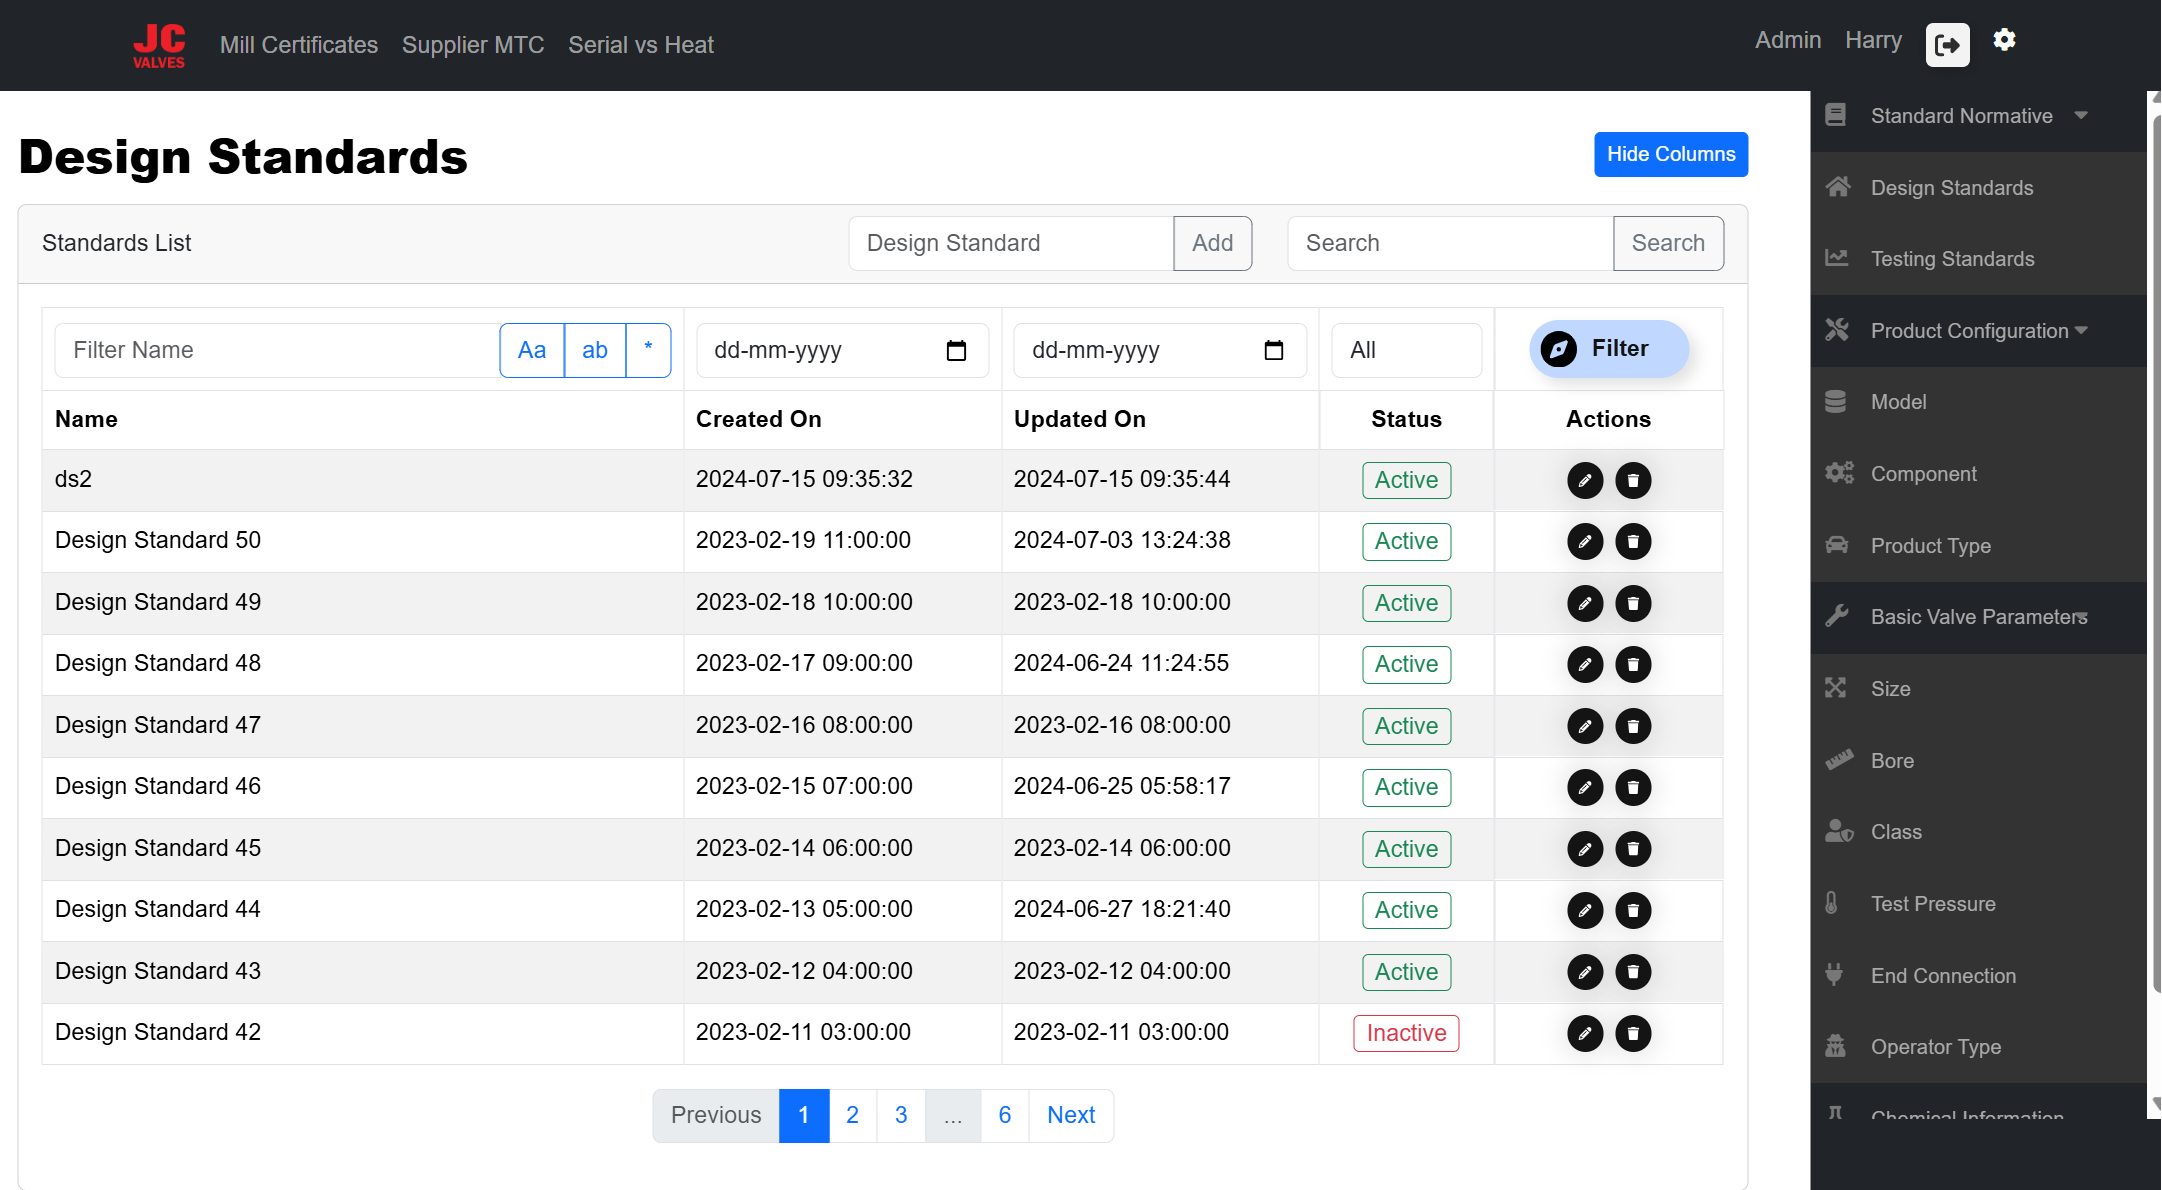 JC
VALVES
Mill Certificates Supplier MTC Serial vs Heat Admin Harry
Design Standards
Hide Columns
Standards List Design Standard Add Search Search
Filter Name Aa ab * dd-mm-yyyy dd-mm-yyyy All Filter
Name Created On Updated On Status Actions
ds2 2024-07-15 09:35:32 2024-07-15 09:35:44 Active
Design Standard 50 2023-02-19 11:00:00 2024-07-03 13:24:38 Active
Design Standard 49 2023-02-18 10:00:00 2023-02-18 10:00:00 Active
Design Standard 48 2023-02-17 09:00:00 2024-06-24 11:24:55 Active
Design Standard 47 2023-02-16 08:00:00 2023-02-16 08:00:00 Active
Design Standard 46 2023-02-15 07:00:00 2024-06-25 05:58:17 Active
Design Standard 45 2023-02-14 06:00:00 2023-02-14 06:00:00 Active
Design Standard 44 2023-02-13 05:00:00 2024-06-27 18:21:40 Active
Design Standard 43 2023-02-12 04:00:00 2023-02-12 04:00:00 Active
Design Standard 42 2023-02-11 03:00:00 2023-02-11 03:00:00 Inactive
Previous 1 2 3 ... 6 Next
Standard Normative
Design Standards
Testing Standards
Product Configuration
Model
Component
Product Type
Basic Valve Parameters
Size
Bore
Class
Test Pressure
End Connection
Operator Type
Chemical Information